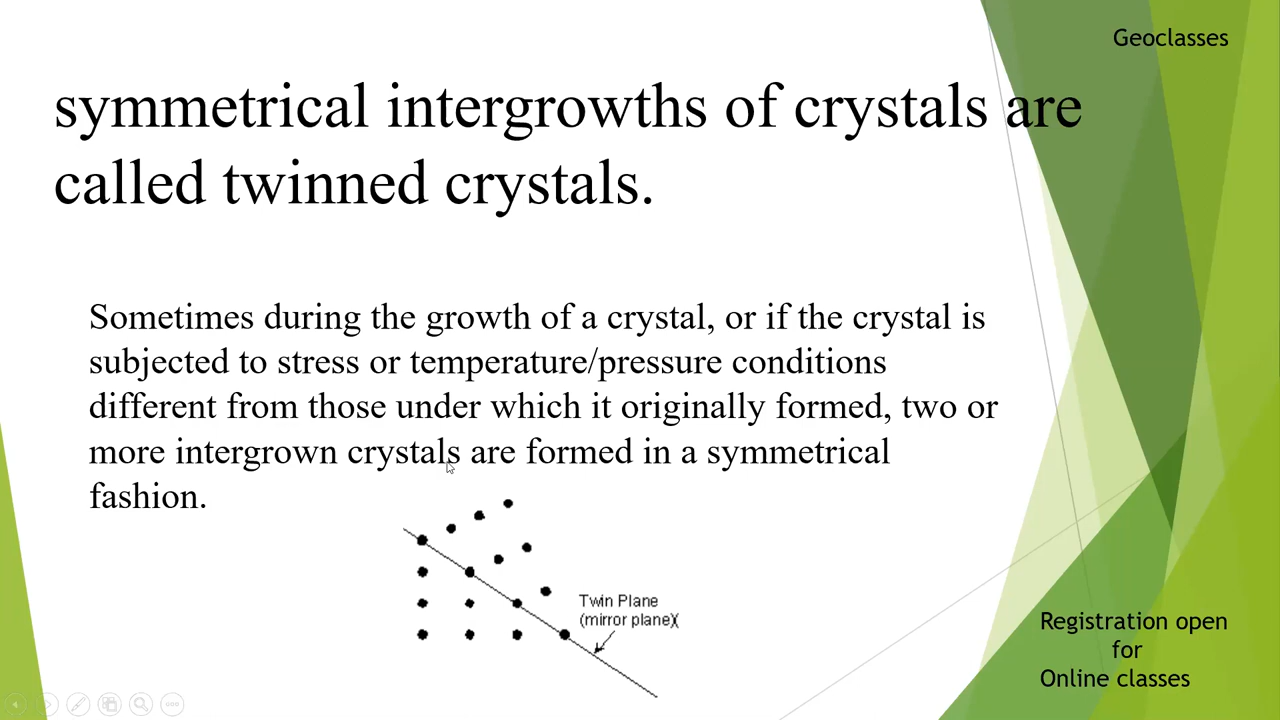 Geoclasses
symmetrical intergrowths of crystals are
called twinned crystals.
Sometimes during the growth of a crystal, or if the crystal is
subjected to stress or temperature/pressure conditions
different from those under which it originally formed, two or
more intergrown crystals are formed in a symmetrical
fashion.
Twin Plane
(mirror plane)(
Registration open
for
Online classes